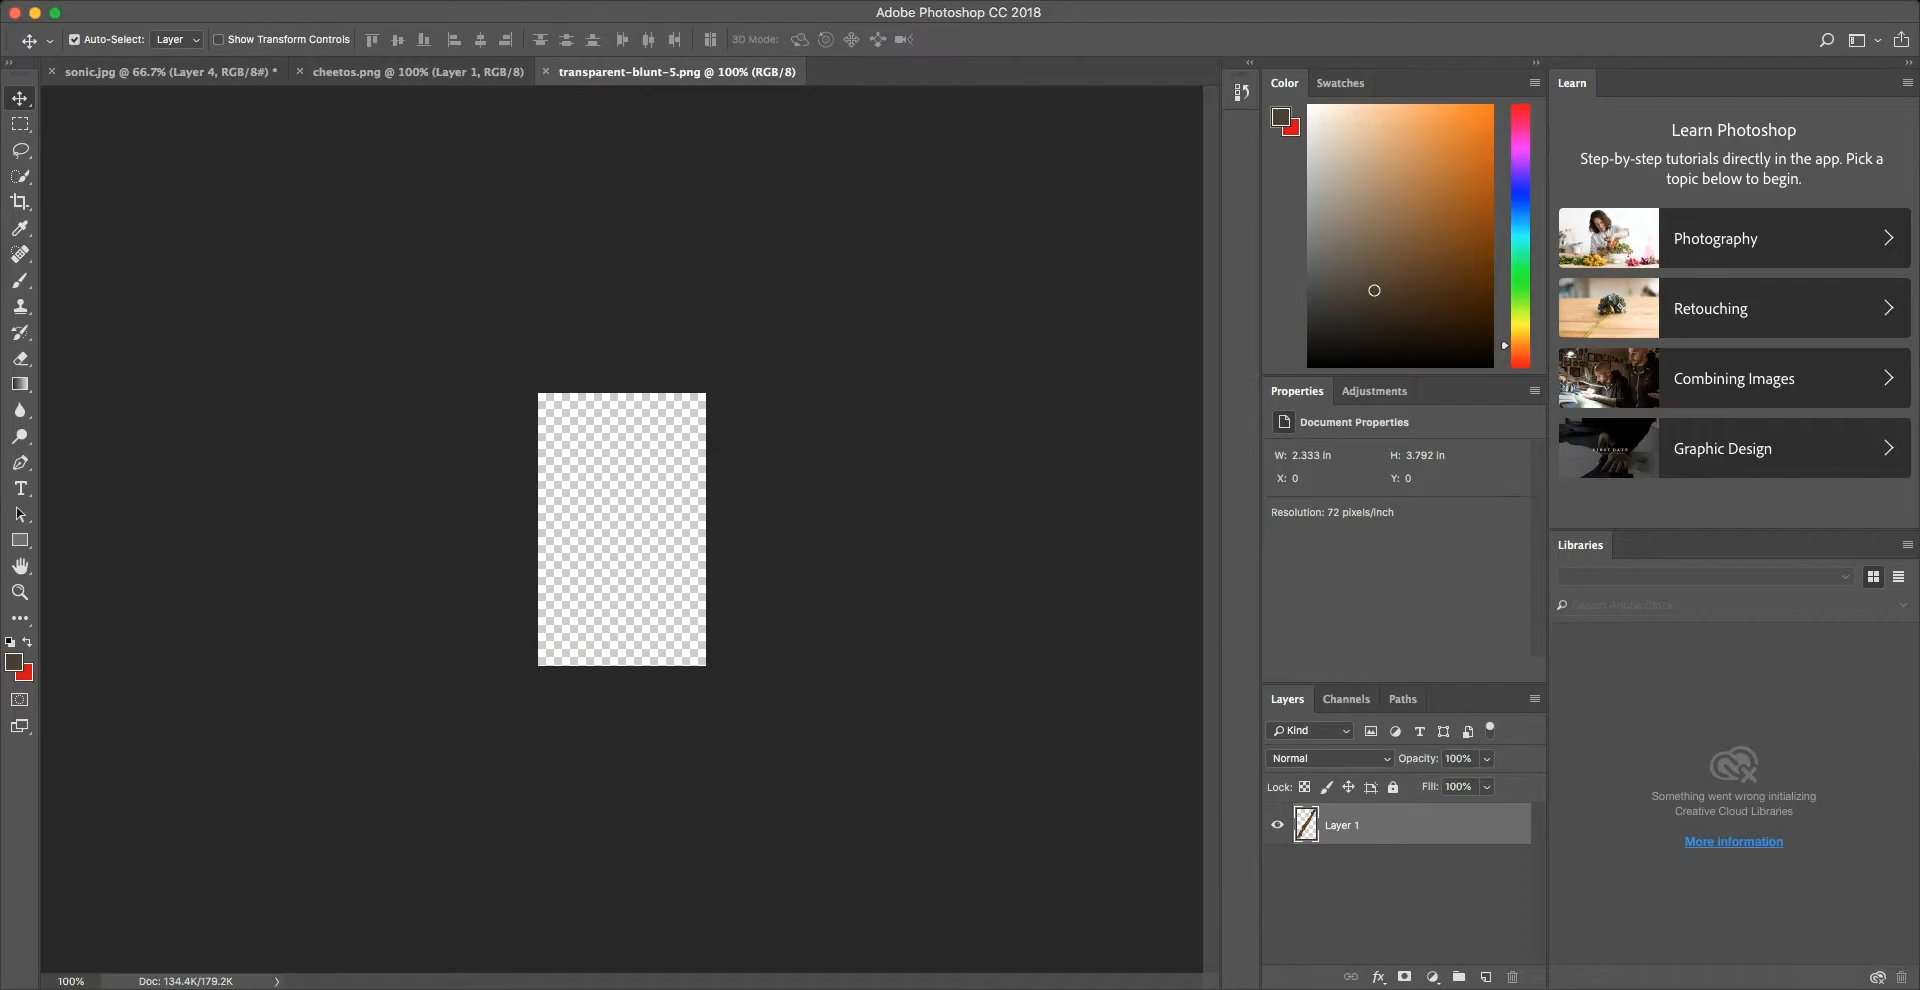 Adobe Photoshop CC 2018
Auto-Select: Layer Show Transform Controls 3D Mode:
sonic.jpg @ 66.7% (Layer 4, RGB/8#) * cheetos.png @ 100% (Layer 1, RGB/8) transparent-blunt-5.png @ 100% (RGB/8)
Color Swatches
Learn
Learn Photoshop
Step-by-step tutorials directly in the app. Pick a
topic below to begin.
Photography
Retouching
Combining Images
FIRST DATE
Graphic Design
Properties Adjustments
Document Properties
W: 2.333 in H: 3.792 in
X: 0 Y: 0
Resolution: 72 pixels/inch
Libraries
Search Adobe Stock
Layers Channels Paths
Kind
Normal Opacity: 100%
Lock: Fill: 100%
Layer 1
Something went wrong initializing
Creative Cloud Libraries
More information
100% Doc: 134.4K/179.2K